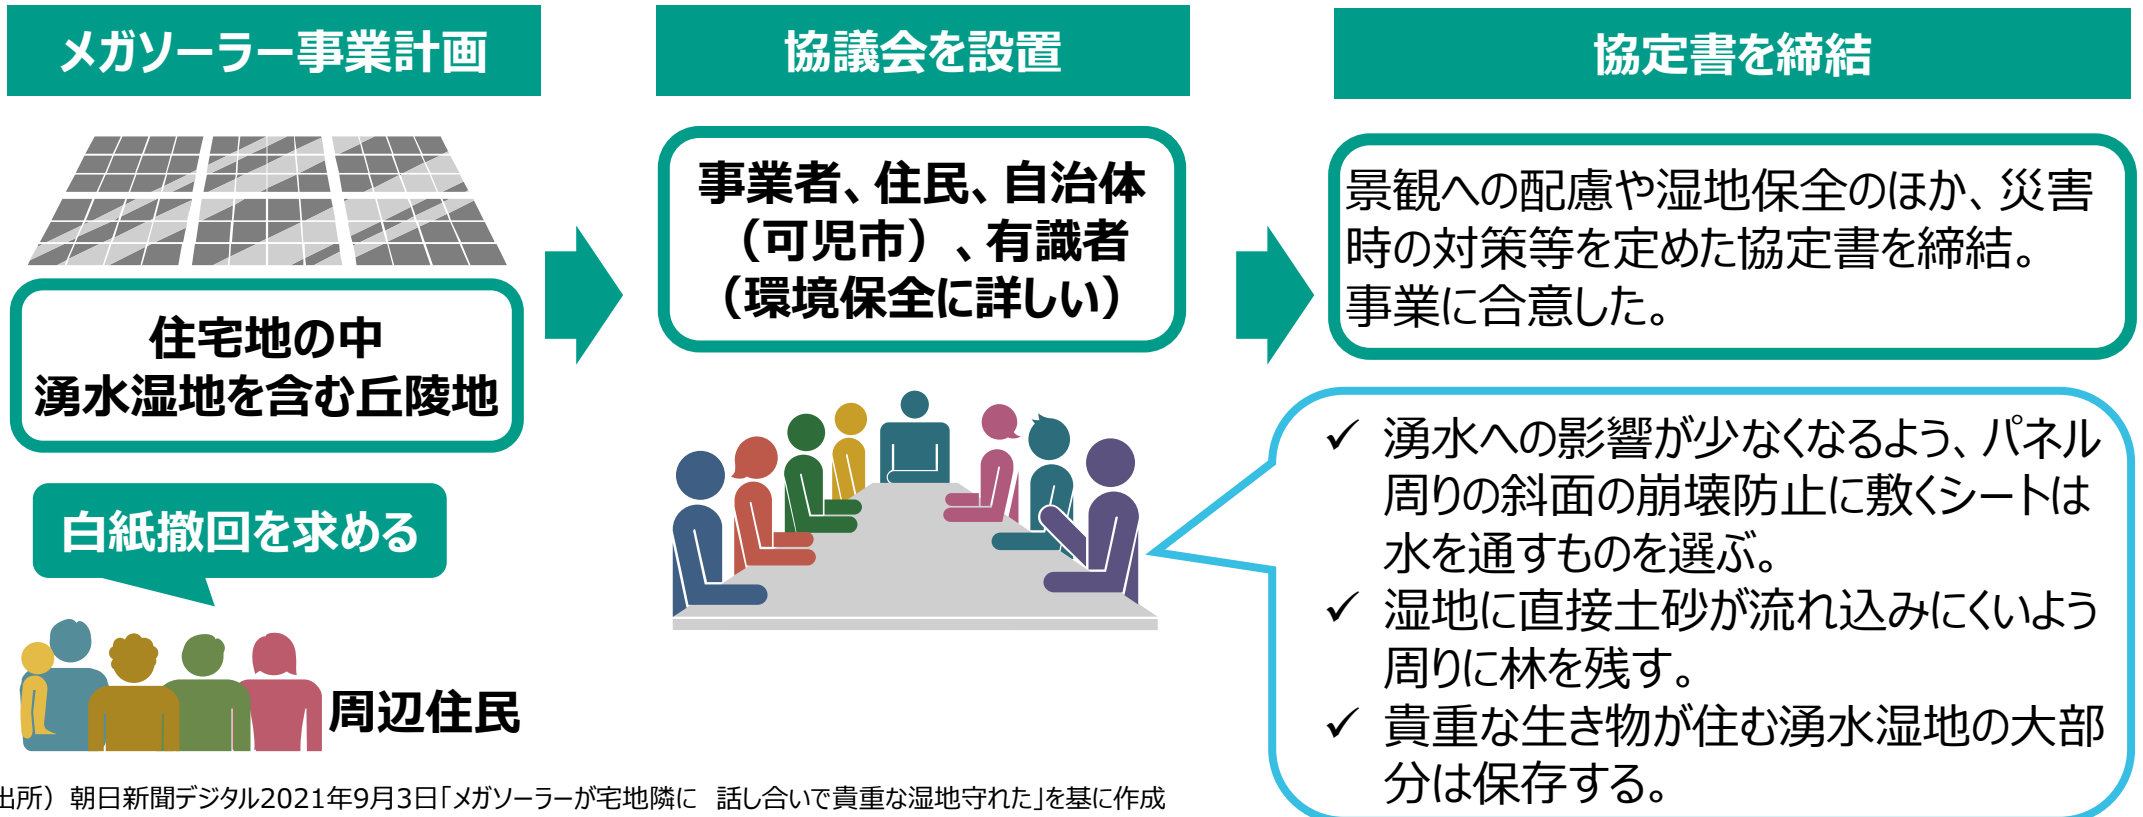 メガソーラー事業計画
住宅地の中
湧水湿地を含む丘陵地
白紙撤回を求める
周辺住民
協議会を設置
事業者、住民、自治体
（可児市）、有識者
（環境保全に詳しい）
協定書を締結
景観への配慮や湿地保全のほか、災害
時の対策等を定めた協定書を締結。
事業に合意した。
✓ 湧水への影響が少なくなるよう、パネル
周りの斜面の崩壊防止に敷くシートは
水を通すものを選ぶ。
✓ 湿地に直接土砂が流れ込みにくいよう
周りに林を残す。
✓ 貴重な生き物が住む湧水湿地の大部
分は保存する。
出所）朝日新聞デジタル2021年9月3日「メガソーラーが宅地隣に　話し合いで貴重な湿地守れた」を基に作成